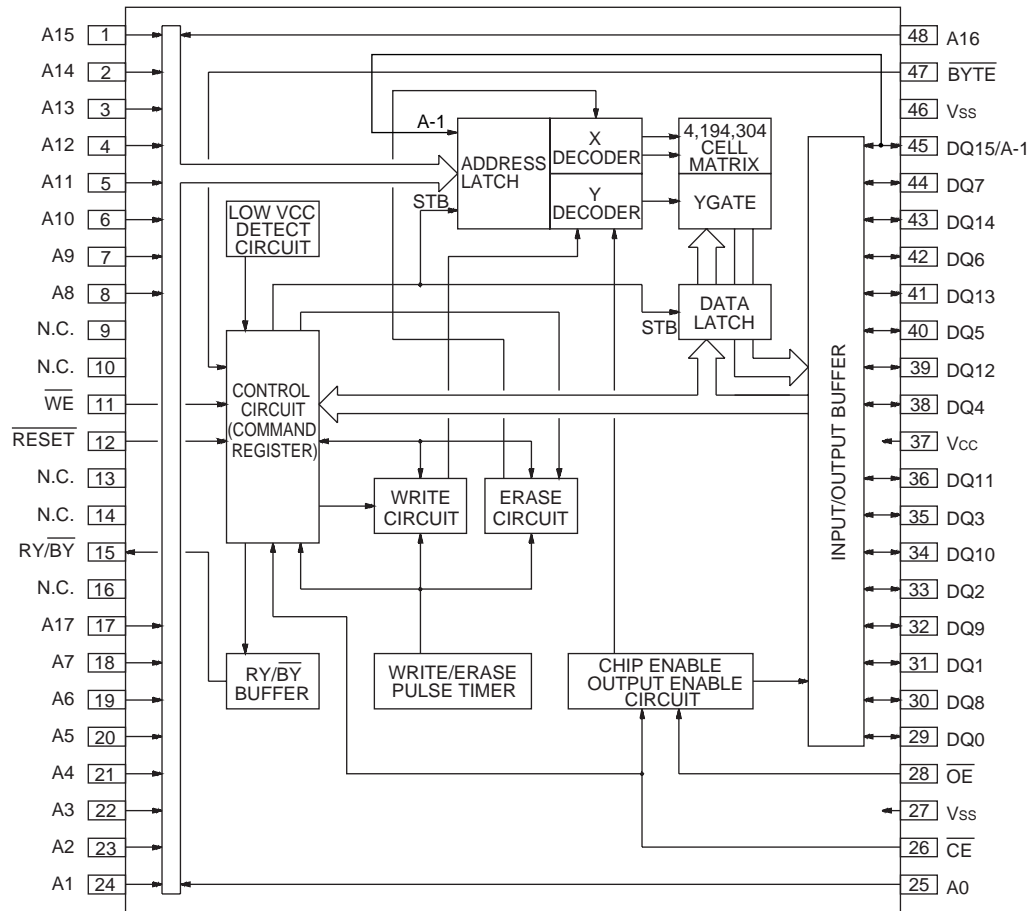 A15 1
A14 2
A13 3
A12 4
A11 5
A10 6
A9 7
A8 8
N.C. 9
N.C. 10
WE 11
RESET 12
N.C. 13
N.C. 14
RY/BY 15
N.C. 16
A17 17
A7 18
A6 19
A5 20
A4 21
A3 22
A2 23
A1 24
LOW VCC
DETECT
CIRCUIT
CONTROL
CIRCUIT
(COMMAND
REGISTER)
RY/BY
BUFFER
A-1
STB
ADDRESS
LATCH
X
DECODER
Y
DECODER
4,194,304
CELL
MATRIX
YGATE
STB
DATA
LATCH
WRITE
CIRCUIT
ERASE
CIRCUIT
WRITE/ERASE
PULSE TIMER
CHIP ENABLE
OUTPUT ENABLE
CIRCUIT
INPUT/OUTPUT BUFFER
48 A16
47 BYTE
46 Vss
45 DQ15/A-1
44 DQ7
43 DQ14
42 DQ6
41 DQ13
40 DQ5
39 DQ12
38 DQ4
37 Vcc
36 DQ11
35 DQ3
34 DQ10
33 DQ2
32 DQ9
31 DQ1
30 DQ8
29 DQ0
28 OE
27 Vss
26 CE
25 A0